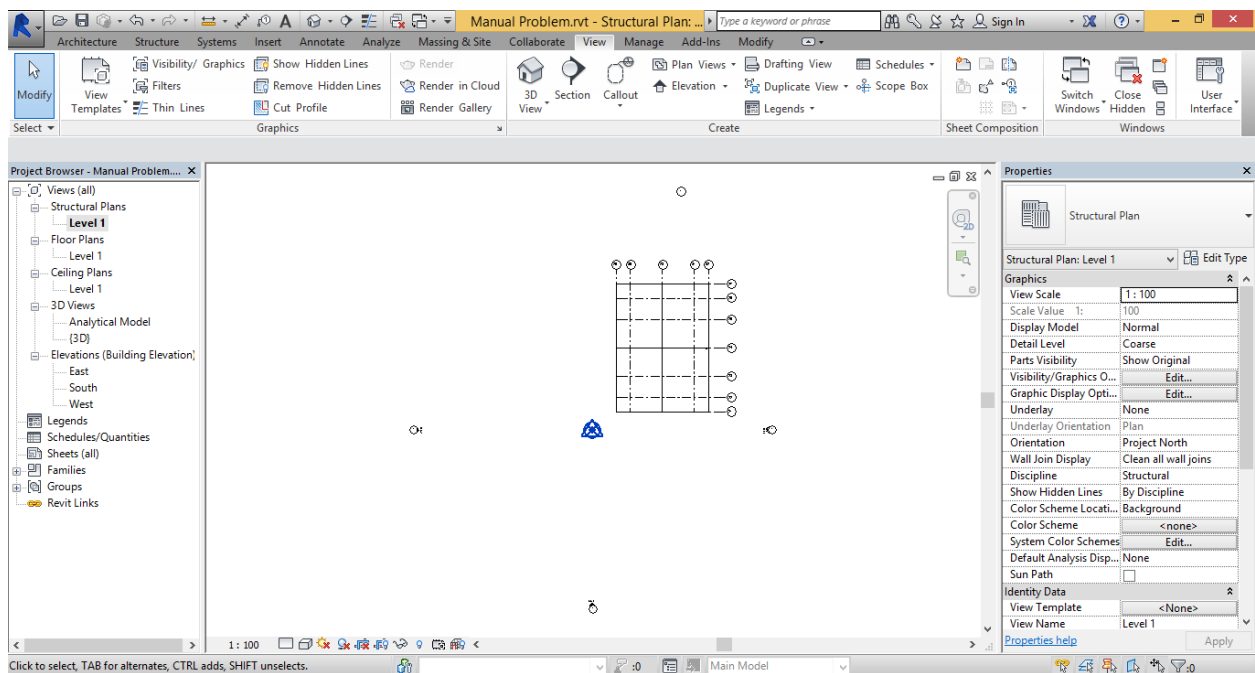 Manual Problem.rvt - Structural Plan: ...
Type a keyword or phrase
Sign In
Architecture Structure Systems Insert Annotate Analyze Massing & Site Collaborate View Manage Add-Ins Modify
Modify
View Templates
Visibility/ Graphics
Filters
Thin Lines
Show Hidden Lines
Remove Hidden Lines
Cut Profile
Render
Render in Cloud
Render Gallery
3D View
Section
Callout
Plan Views
Elevation
Drafting View
Duplicate View
Legends
Schedules
Scope Box
Switch Windows
Close Hidden
User Interface
Select
Graphics
Create
Sheet Composition
Windows
Project Browser - Manual Problem....
Views (all)
Structural Plans
Level 1
Floor Plans
Level 1
Ceiling Plans
Level 1
3D Views
Analytical Model
{3D}
Elevations (Building Elevation)
East
South
West
Legends
Schedules/Quantities
Sheets (all)
Families
Groups
Revit Links
2D
Properties
Structural Plan
Structural Plan: Level 1
Edit Type
Graphics
View Scale 1 : 100
Scale Value 1: 100
Display Model Normal
Detail Level Coarse
Parts Visibility Show Original
Visibility/Graphics O... Edit...
Graphic Display Opti... Edit...
Underlay None
Underlay Orientation Plan
Orientation Project North
Wall Join Display Clean all wall joins
Discipline Structural
Show Hidden Lines By Discipline
Color Scheme Locati... Background
Color Scheme <none>
System Color Schemes Edit...
Default Analysis Disp... None
Sun Path
Identity Data
View Template <None>
View Name Level 1
Properties help
Apply
1 : 100
Click to select, TAB for alternates, CTRL adds, SHIFT unselects.
:0
Main Model
:0